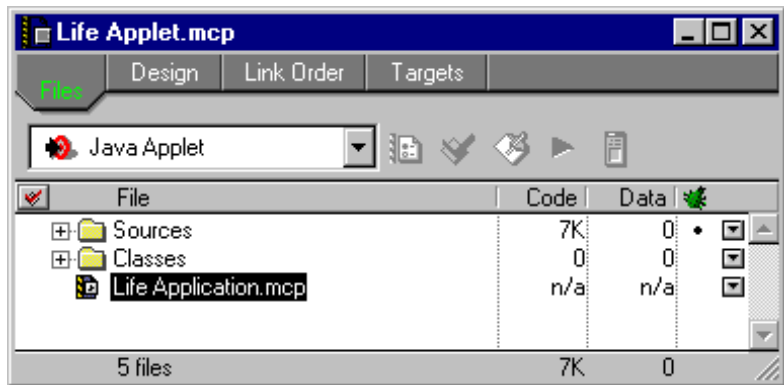 Life Applet.mcp
Files Design Link Order Targets
Java Applet
File Code Data
Sources 7K 0
Classes 0 0
Life Application.mcp n/a n/a
5 files 7K 0